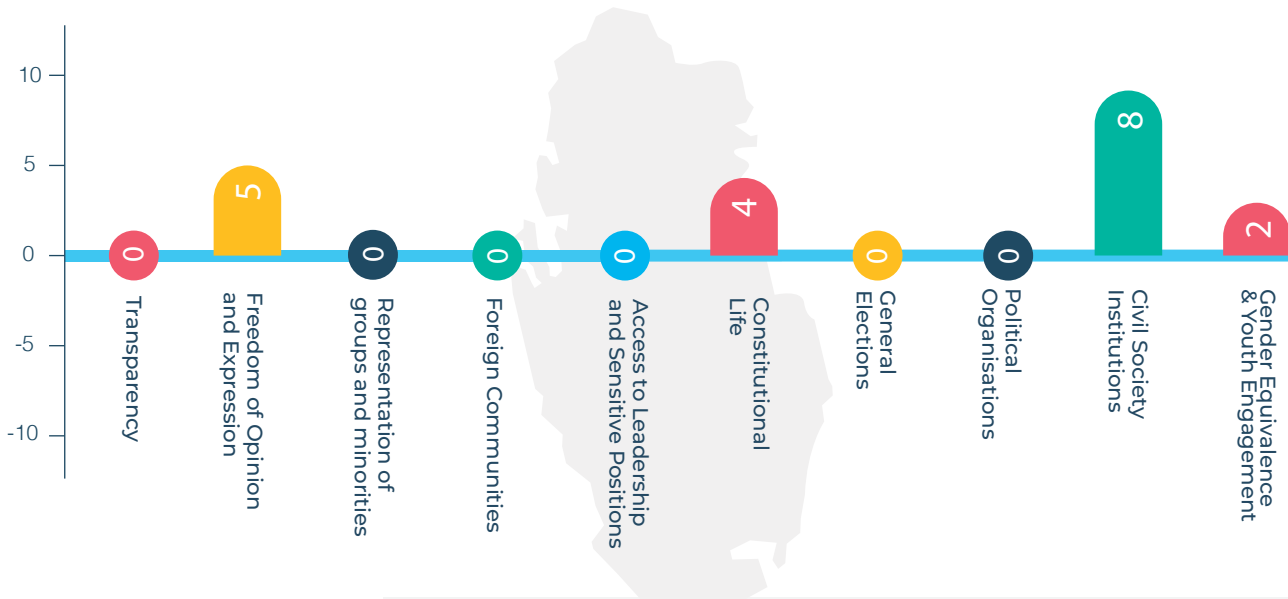 10
5
0
-5
-10
0
5
0
0
0
4
0
0
8
2
Transparency
Freedom of Opinion
and Expression
Representation of
groups and minorities
Foreign Communities
Access to Leadership
and Sensitive Positions
Constitutional
Life
General
Elections
Political
Organisations
Civil Society
Institutions
Gender Equivalence
& Youth Engagement